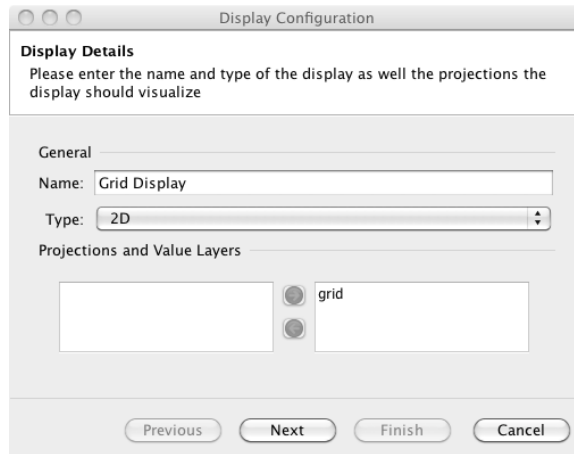 Display Configuration
Display Details
Please enter the name and type of the display as well the projections the
display should visualize
General
Name: Grid Display
Type: 2D
Projections and Value Layers
grid
Previous Next Finish Cancel